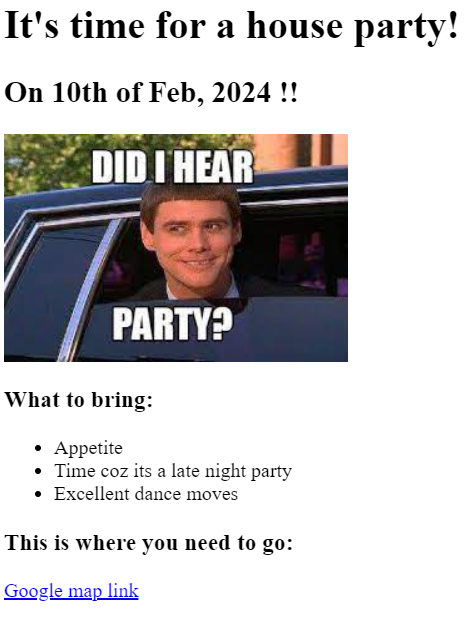 It's time for a house party!
On 10th of Feb, 2024 !!
DID I HEAR
PARTY?
What to bring:
Appetite
Time coz its a late night party
Excellent dance moves
This is where you need to go:
Google map link